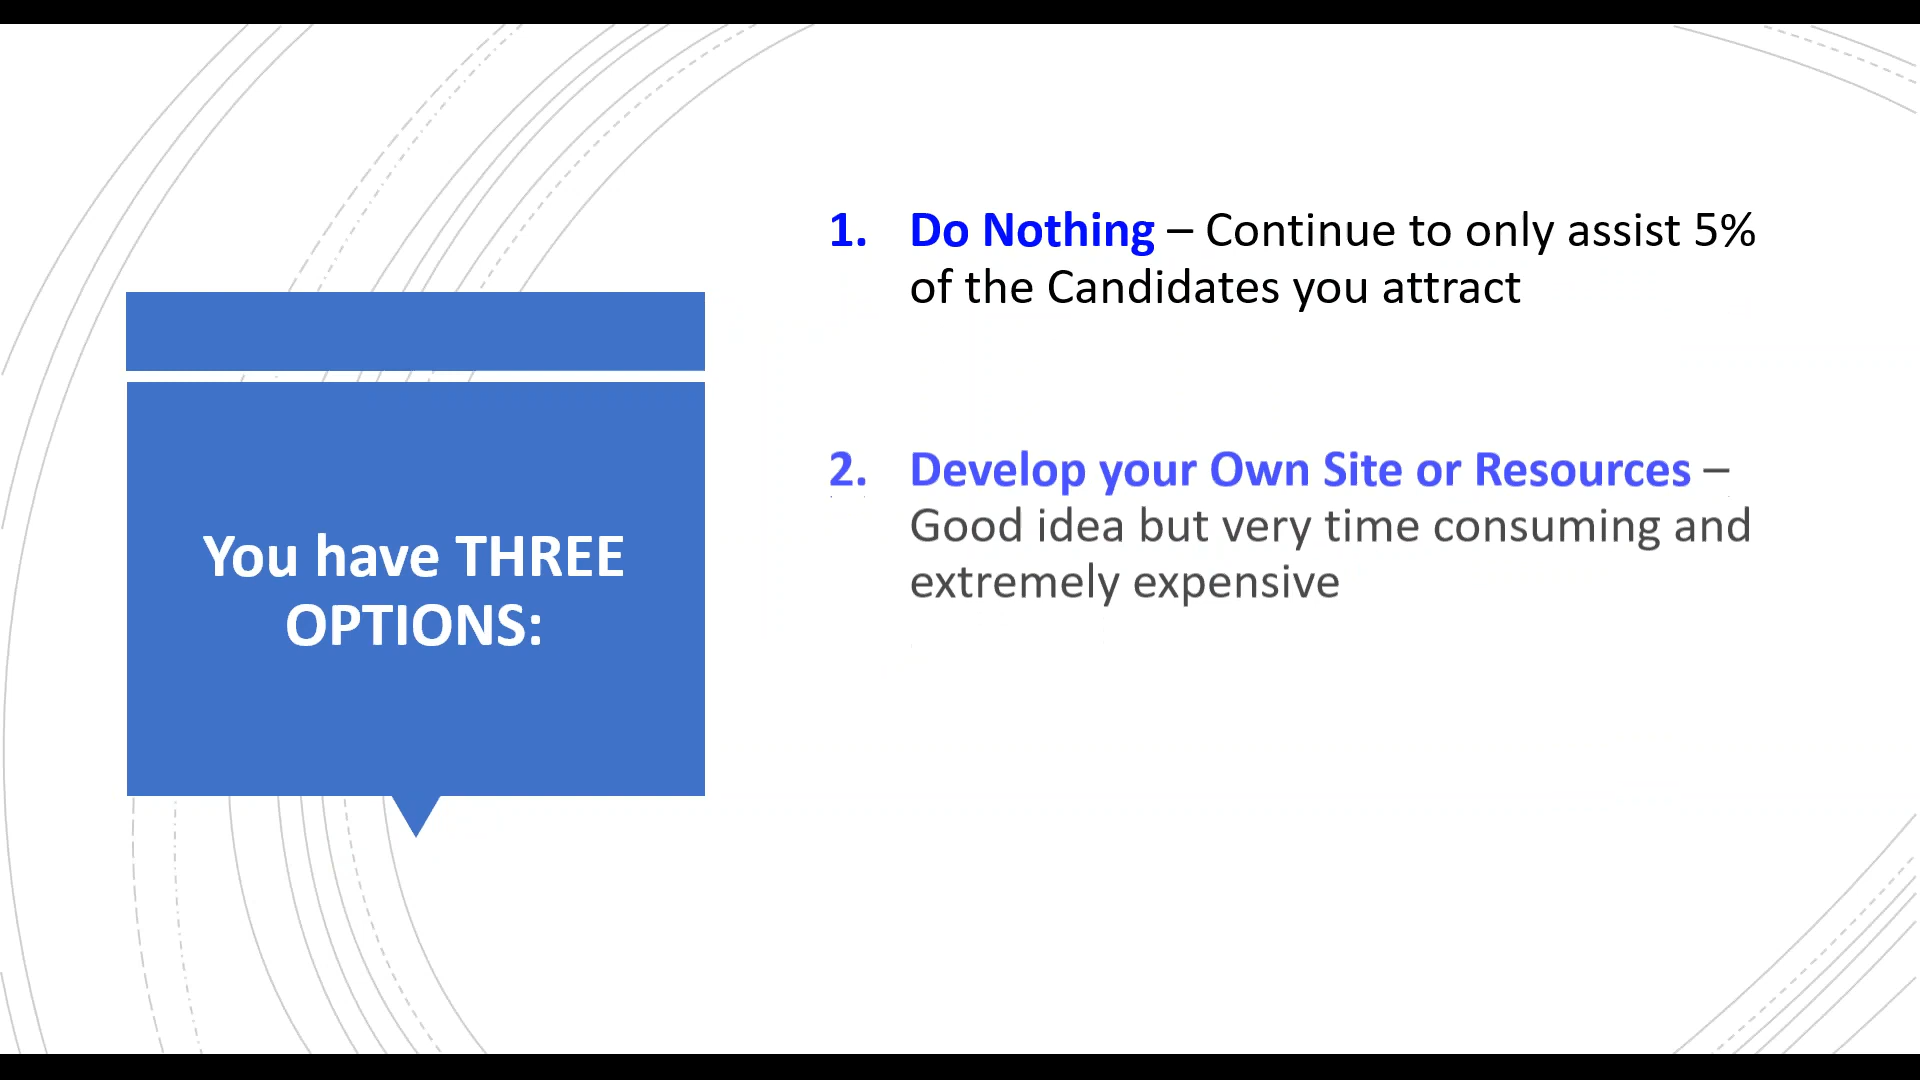 You have THREE
OPTIONS:
1. Do Nothing – Continue to only assist 5%
of the Candidates you attract
2. Develop your Own Site or Resources –
Good idea but very time consuming and
extremely expensive